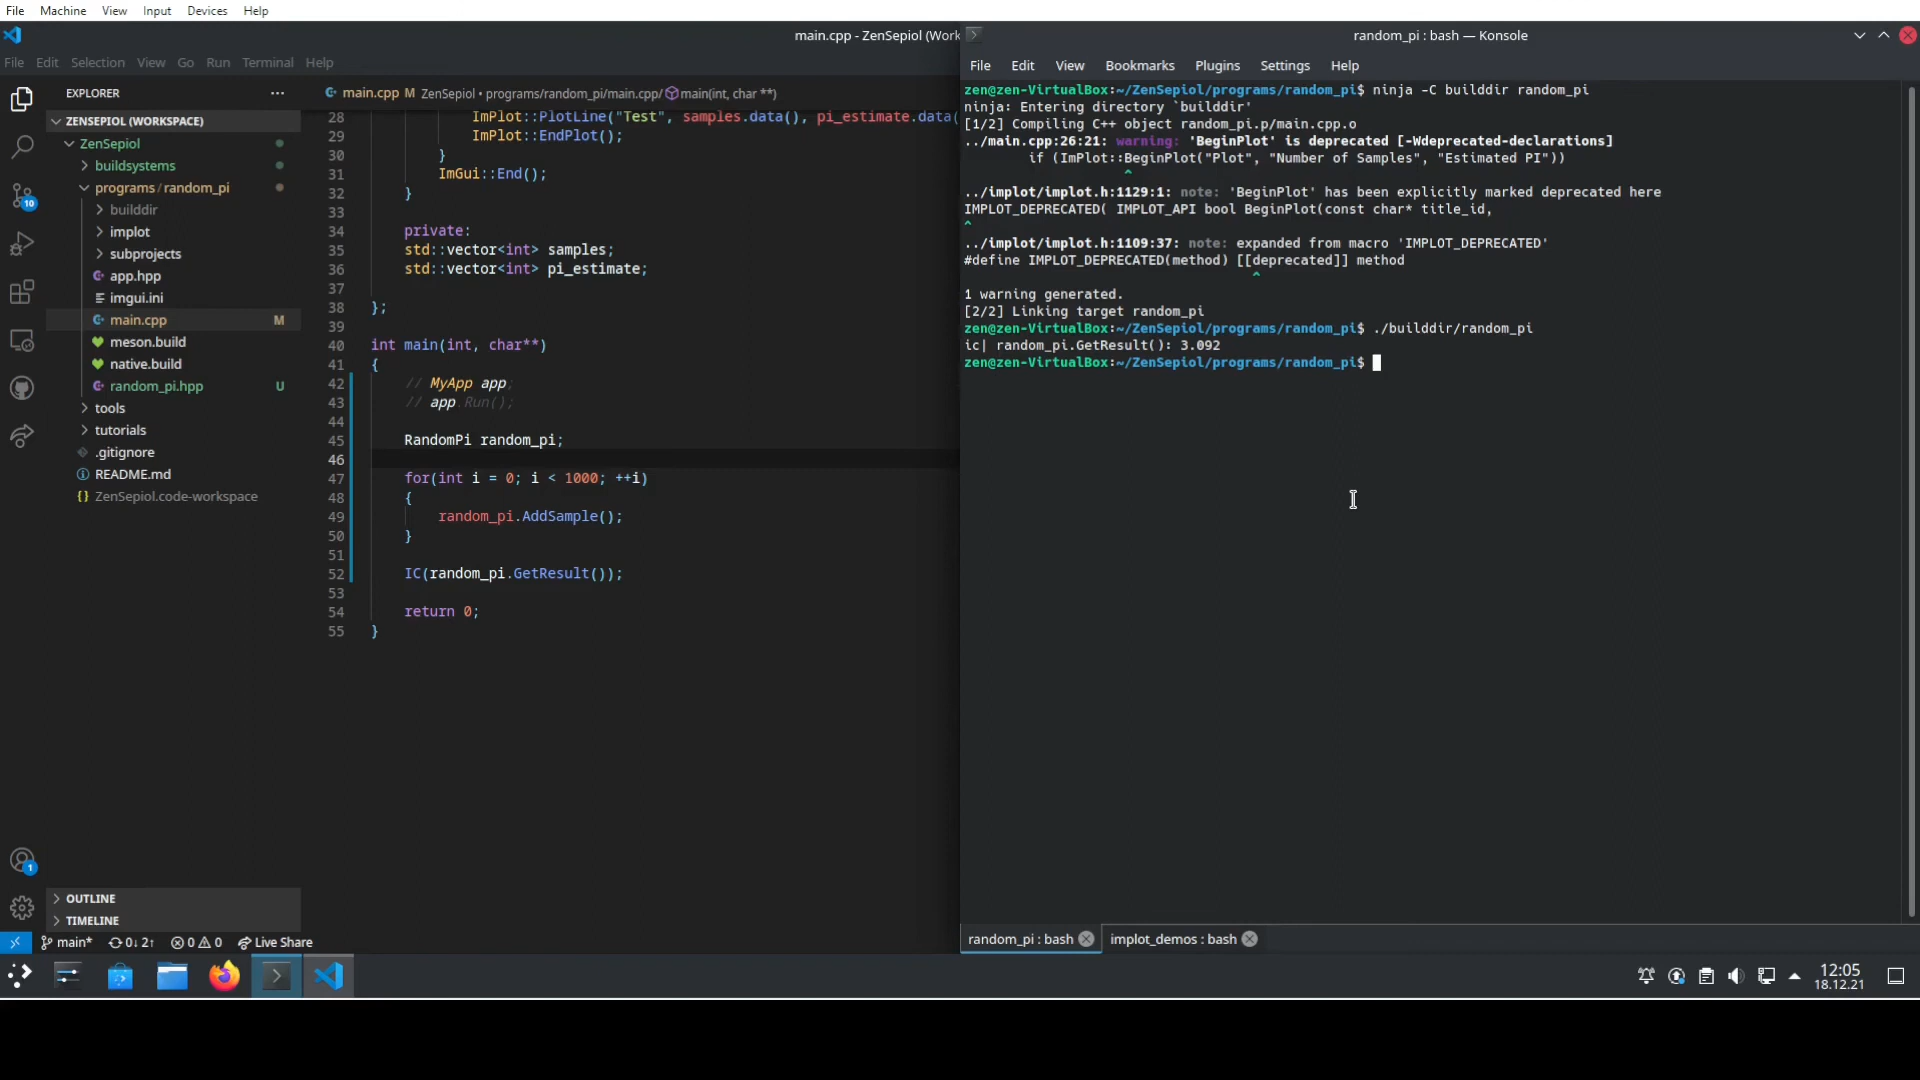 File Machine View Input Devices Help
main.cpp - ZenSepiol (Work
File Edit Selection View Go Run Terminal Help
EXPLORER
ZENSEPIOL (WORKSPACE)
ZenSepiol
buildsystems
programs / random_pi
builddir
implot
subprojects
app.hpp
imgui.ini
main.cpp M
meson.build
native.build
random_pi.hpp U
tools
tutorials
.gitignore
README.md
ZenSepiol.code-workspace
OUTLINE
TIMELINE
10
1
main.cpp M ZenSepiol • programs/random_pi/main.cpp/ main(int, char **)
28 ImPlot::PlotLine("Test", samples.data(), pi_estimate.data(
29 ImPlot::EndPlot();
30 }
31 ImGui::End();
32 }
33
34 private:
35 std::vector<int> samples;
36 std::vector<int> pi_estimate;
37
38 };
39
40 int main(int, char**)
41 {
42 // MyApp app;
43 // app.Run();
44
45 RandomPi random_pi;
46
47 for(int i = 0; i < 1000; ++i)
48 {
49 random_pi.AddSample();
50 }
51
52 IC(random_pi.GetResult());
53
54 return 0;
55 }
main* 0↓ 2↑ 0 0 Live Share
random_pi : bash — Konsole
File Edit View Bookmarks Plugins Settings Help
zen@zen-VirtualBox:~/ZenSepiol/programs/random_pi$ ninja -C builddir random_pi
ninja: Entering directory `builddir'
[1/2] Compiling C++ object random_pi.p/main.cpp.o
../main.cpp:26:21: warning: 'BeginPlot' is deprecated [-Wdeprecated-declarations]
if (ImPlot::BeginPlot("Plot", "Number of Samples", "Estimated PI"))
^
../implot/implot.h:1129:1: note: 'BeginPlot' has been explicitly marked deprecated here
IMPLOT_DEPRECATED( IMPLOT_API bool BeginPlot(const char* title_id,
^
../implot/implot.h:1109:37: note: expanded from macro 'IMPLOT_DEPRECATED'
#define IMPLOT_DEPRECATED(method) [[deprecated]] method
^
1 warning generated.
[2/2] Linking target random_pi
zen@zen-VirtualBox:~/ZenSepiol/programs/random_pi$ ./builddir/random_pi
ic| random_pi.GetResult(): 3.092
zen@zen-VirtualBox:~/ZenSepiol/programs/random_pi$
random_pi : bash implot_demos : bash
12:05
18.12.21